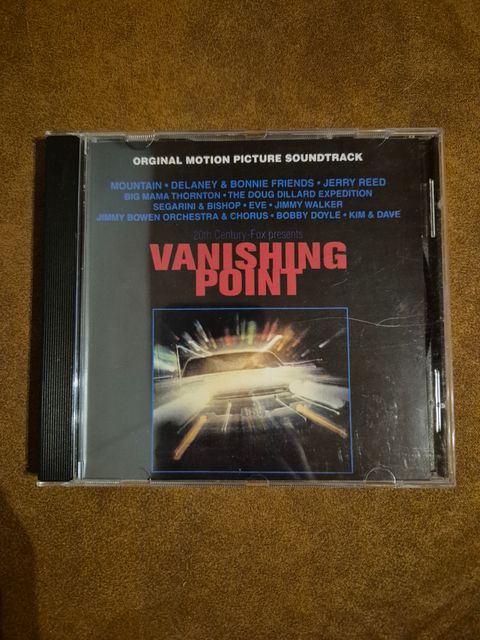 ORGINAL MOTION PICTURE SOUNDTRACK
MOUNTAIN • DELANEY & BONNIE FRIENDS • JERRY REED
BIG MAMA THORNTON • THE DOUG DILLARD EXPEDITION
SEGARINI & BISHOP • EVE • JIMMY WALKER
JIMMY BOWEN ORCHESTRA & CHORUS • BOBBY DOYLE • KIM & DAVE
20th Century-Fox presents
VANISHING
POINT